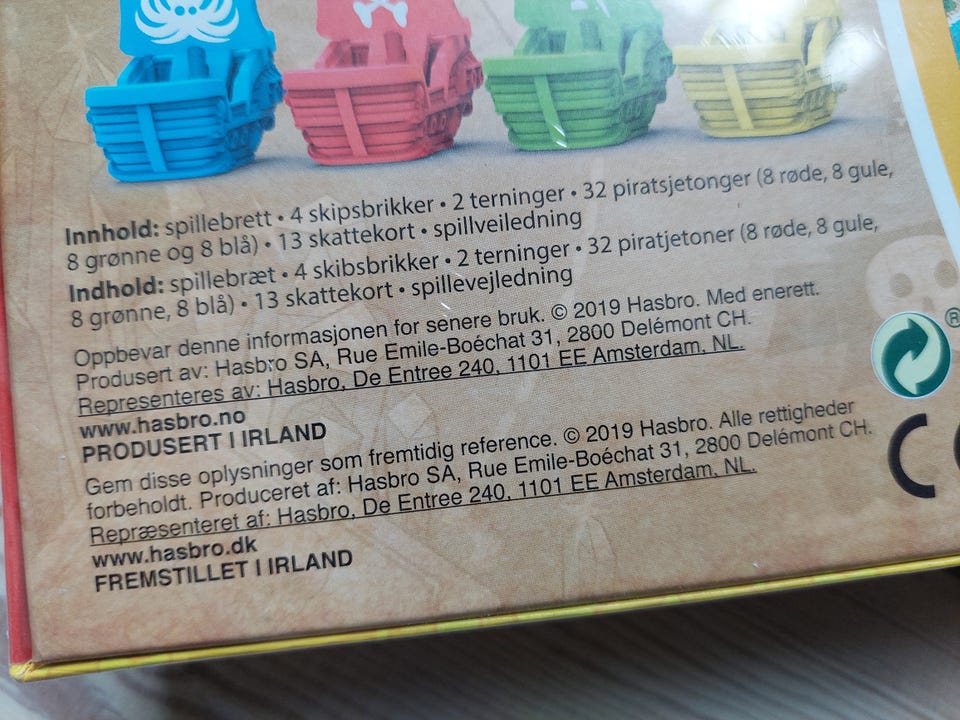 Innhold: spillebrett • 4 skipsbrikker • 2 terninger • 32 piratsjetonger (8 røde, 8 gule,
8 grønne og 8 blå) • 13 skattekort • spillveiledning
Indhold: spillebræt • 4 skibsbrikker • 2 terninger • 32 piratjetoner (8 røde, 8 gule,
8 grønne, 8 blå) • 13 skattekort • spillevejledning
Oppbevar denne informasjonen for senere bruk. © 2019 Hasbro. Med enerett.
Produsert av: Hasbro SA, Rue Emile-Boéchat 31, 2800 Delémont CH.
Representeres av: Hasbro, De Entree 240, 1101 EE Amsterdam, NL.
www.hasbro.no
PRODUSERT I IRLAND
Gem disse oplysninger som fremtidig reference. © 2019 Hasbro. Alle rettigheder
forbeholdt. Produceret af: Hasbro SA, Rue Emile-Boéchat 31, 2800 Delémont CH.
Repræsenteret af: Hasbro, De Entree 240, 1101 EE Amsterdam, NL.
www.hasbro.dk
FREMSTILLET I IRLAND
®